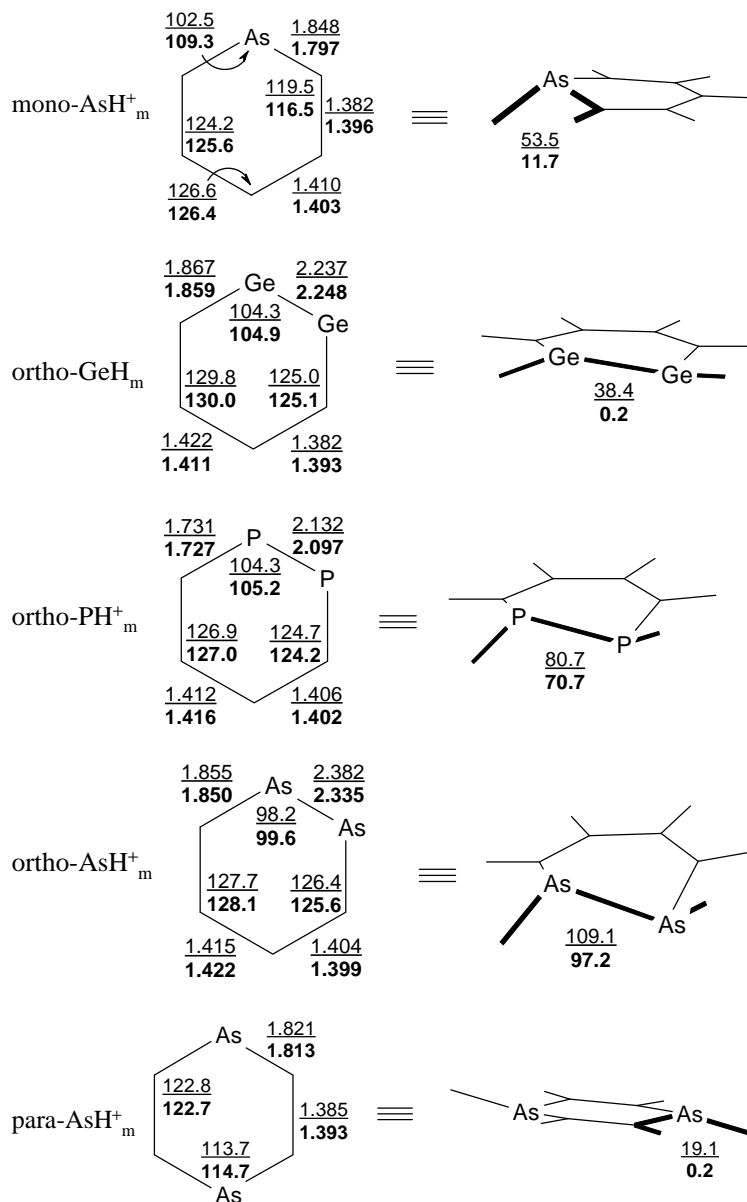 102.5 As 1.848
109.3 1.797
119.5 1.382
mono-AsH+m 116.5 1.396 As
124.2 53.5
125.6 11.7
126.6 1.410
126.4 1.403
1.867 Ge 2.237
1.859 2.248
104.3 Ge
104.9 Ge Ge
ortho-GeHm
129.8 125.0 38.4
130.0 125.1 0.2
1.422 1.382
1.411 1.393
1.731 P 2.132
1.727 2.097
104.3 P
105.2
ortho-PH+m P P
126.9 124.7 80.7
127.0 124.2 70.7
1.412 1.406
1.416 1.402
1.855 As 2.382
1.850 2.335
98.2 As
99.6
ortho-AsH+m As As
127.7 126.4 109.1
128.1 125.6 97.2
1.415 1.404
1.422 1.399
As 1.821
1.813
122.8 1.385
para-AsH+m 122.7 1.393 As As
113.7 19.1
114.7 0.2
As